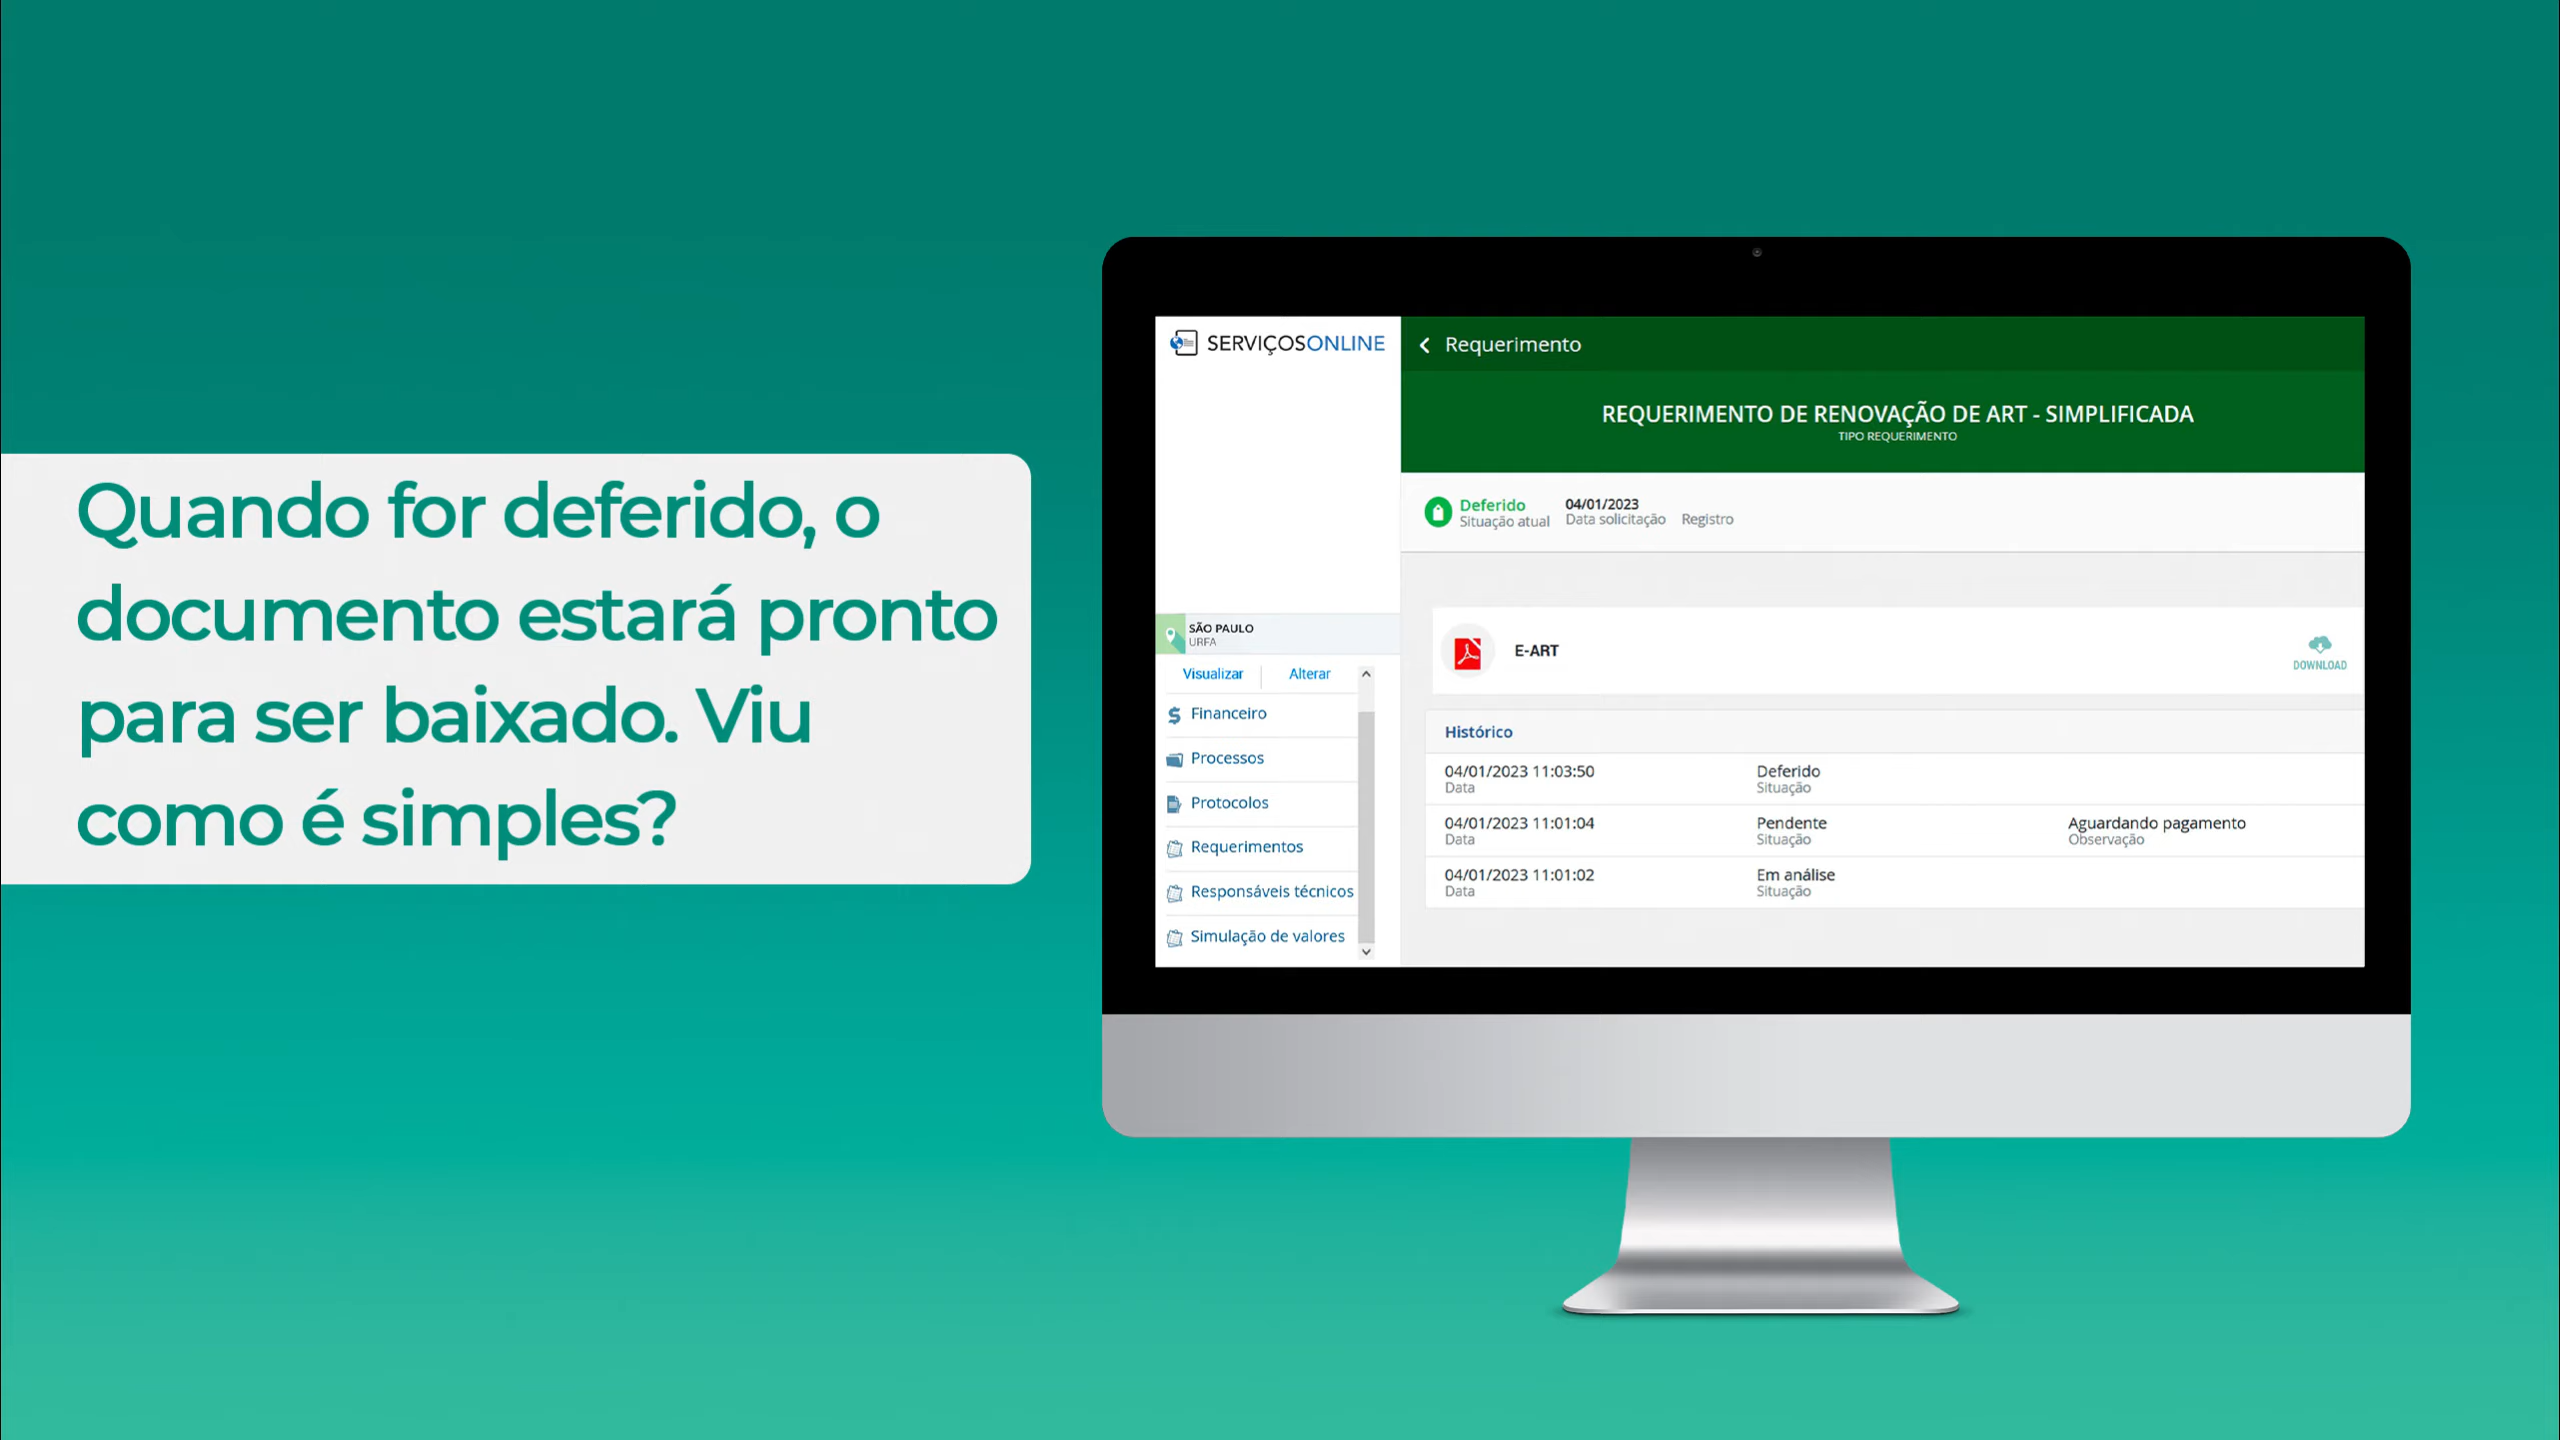 Quando for deferido, o
documento estará pronto
para ser baixado. Viu
como é simples?
SERVIÇOSONLINE
SÃO PAULO
URFA
Visualizar Alterar
Financeiro
Processos
Protocolos
Requerimentos
Responsáveis técnicos
Simulação de valores
Requerimento
REQUERIMENTO DE RENOVAÇÃO DE ART - SIMPLIFICADA
TIPO REQUERIMENTO
Deferido 04/01/2023
Situação atual Data solicitação Registro
E-ART
DOWNLOAD
Histórico
04/01/2023 11:03:50 Deferido
Data Situação
04/01/2023 11:01:04 Pendente Aguardando pagamento
Data Situação Observação
04/01/2023 11:01:02 Em análise
Data Situação